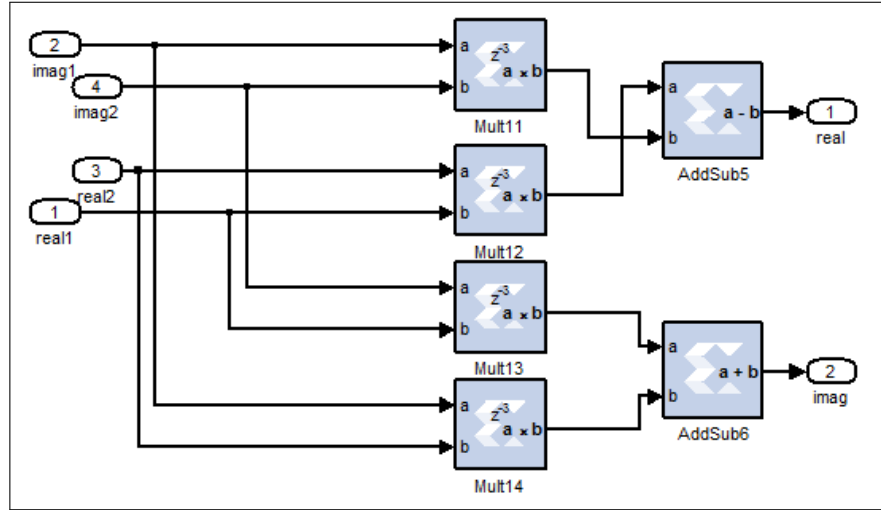 2
imag1
4
imag2
3
real2
1
real1
a
b
z-3
a × b
Mult11
a
b
z-3
a × b
Mult12
a
b
z-3
a × b
Mult13
a
b
z-3
a × b
Mult14
a
b
a - b
AddSub5
1
real
a
b
a + b
AddSub6
2
imag